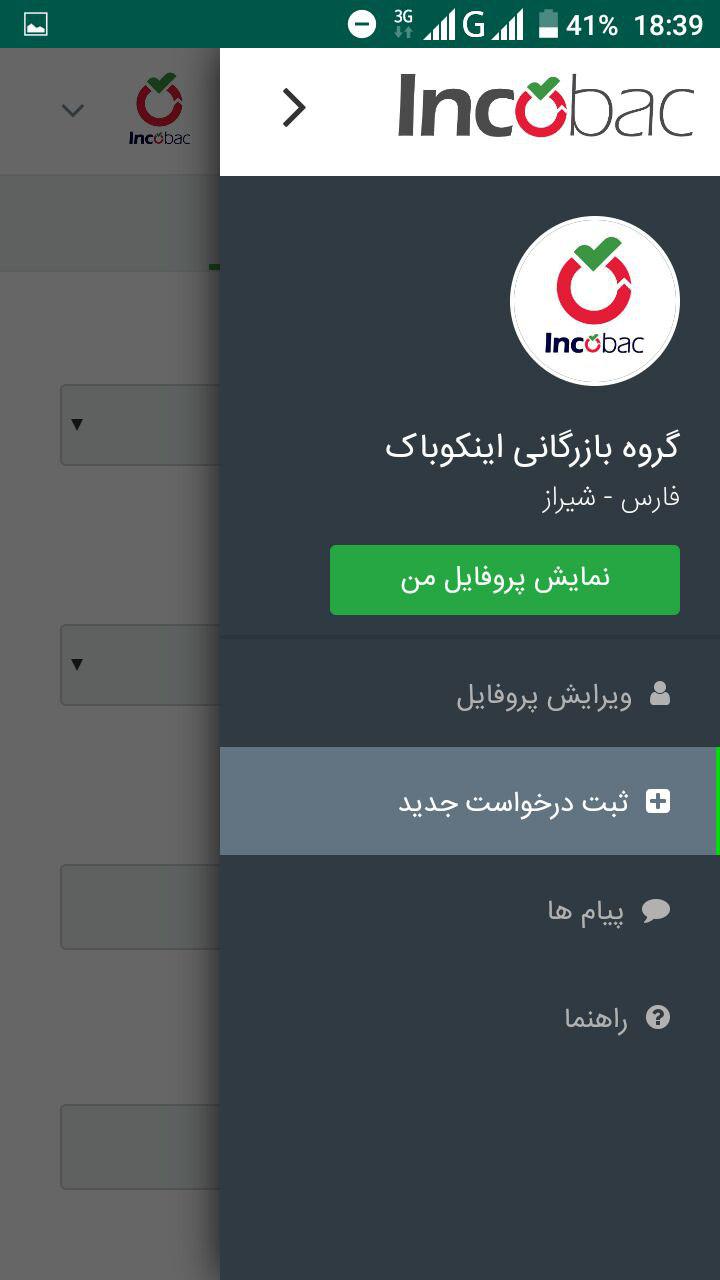 3G G 41% 18:39
Incobac
Incobac
Incobac
گروه بازرگانی اینکوباک
فارس - شیراز
نمایش پروفایل من
ویرایش پروفایل
ثبت درخواست جدید
پیام ها
راهنما